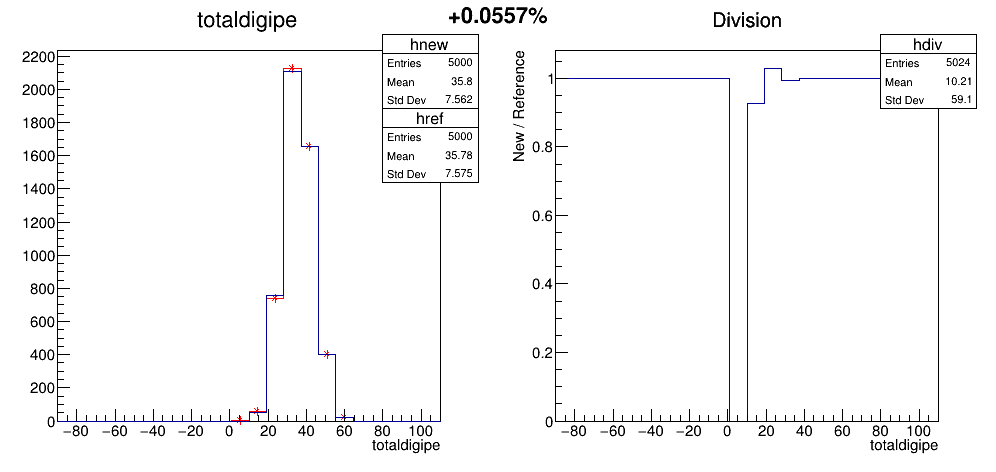 +0.0557%
totaldigipe
hnew
Entries 5000
Mean 35.8
Std Dev 7.562
href
Entries 5000
Mean 35.78
Std Dev 7.575
2200
2000
1800
1600
1400
1200
1000
800
600
400
200
0
−80 −60 −40 −20 0 20 40 60 80 100
totaldigipe
Division
hdiv
Entries 5024
Mean 10.21
Std Dev 59.1
New / Reference
1
0.8
0.6
0.4
0.2
0
−80 −60 −40 −20 0 20 40 60 80 100
totaldigipe